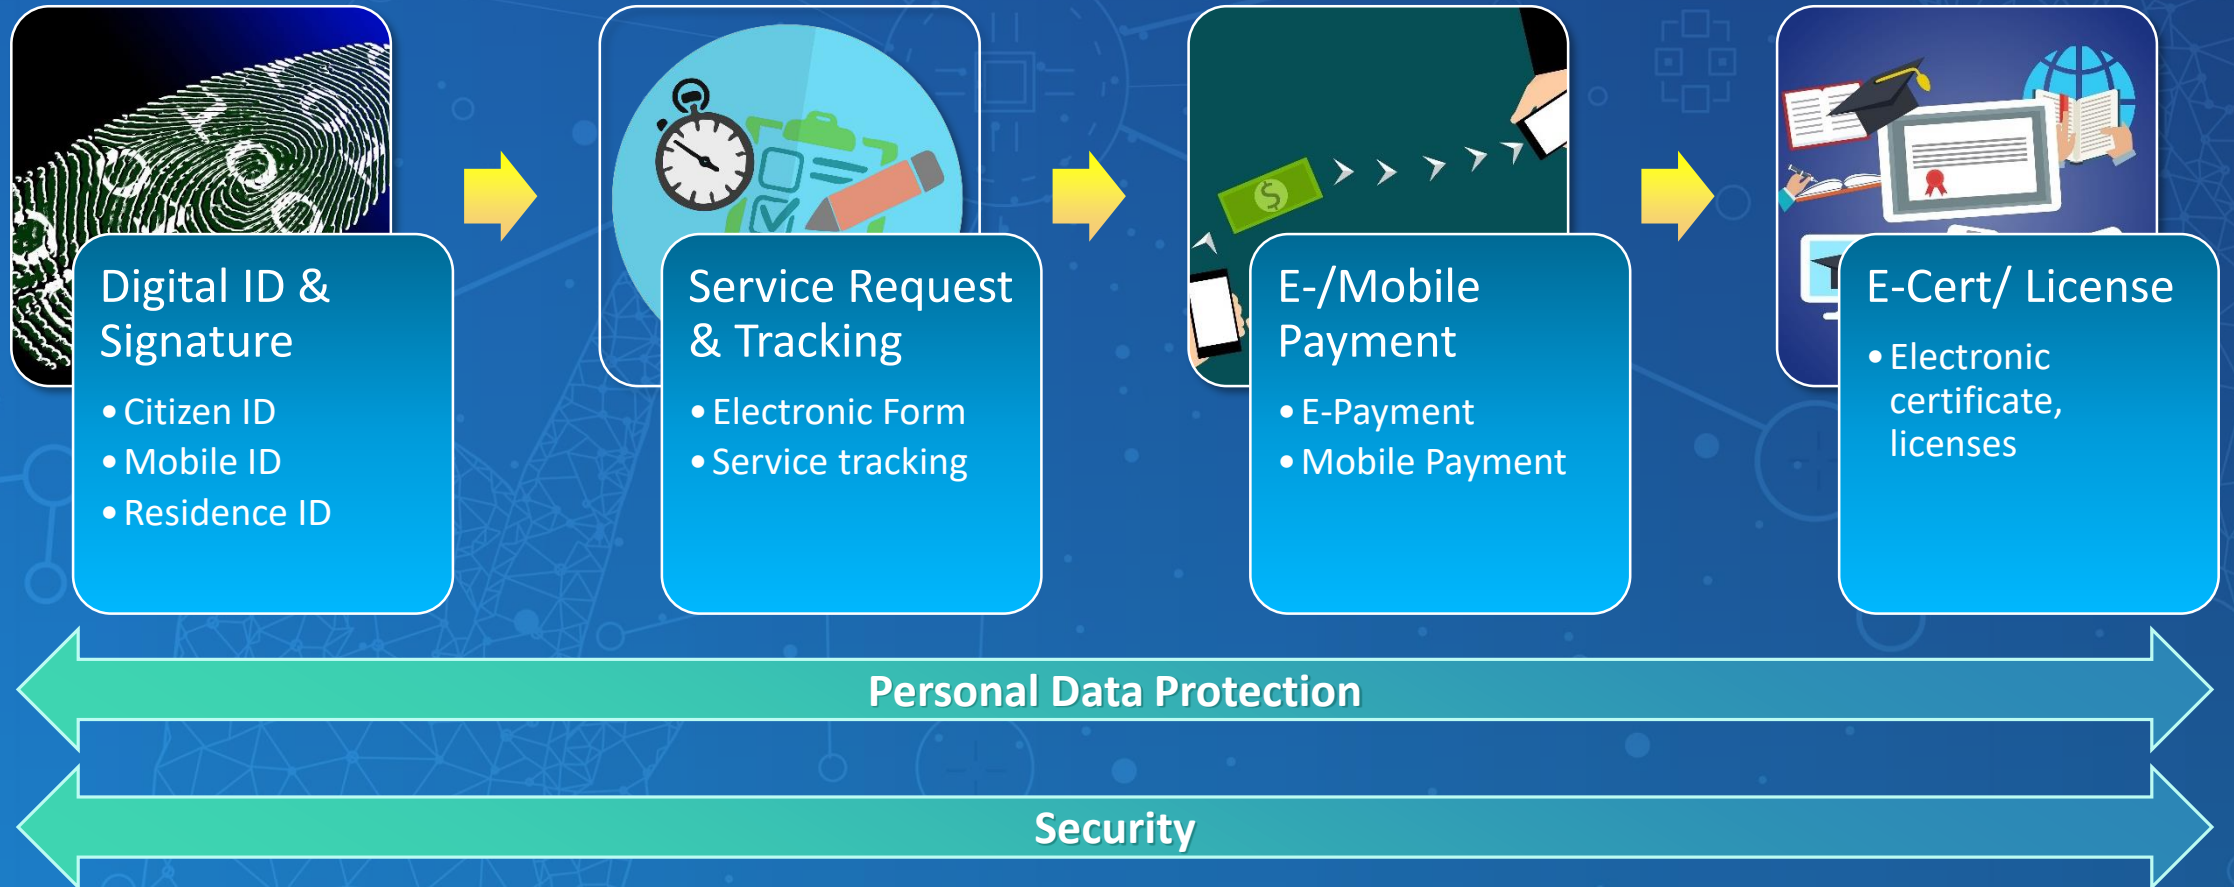 Digital ID &
Signature
• Citizen ID
• Mobile ID
• Residence ID
Service Request
& Tracking
• Electronic Form
• Service tracking
E-/Mobile
Payment
• E-Payment
• Mobile Payment
E-Cert/ License
• Electronic
certificate,
licenses
Personal Data Protection
Security